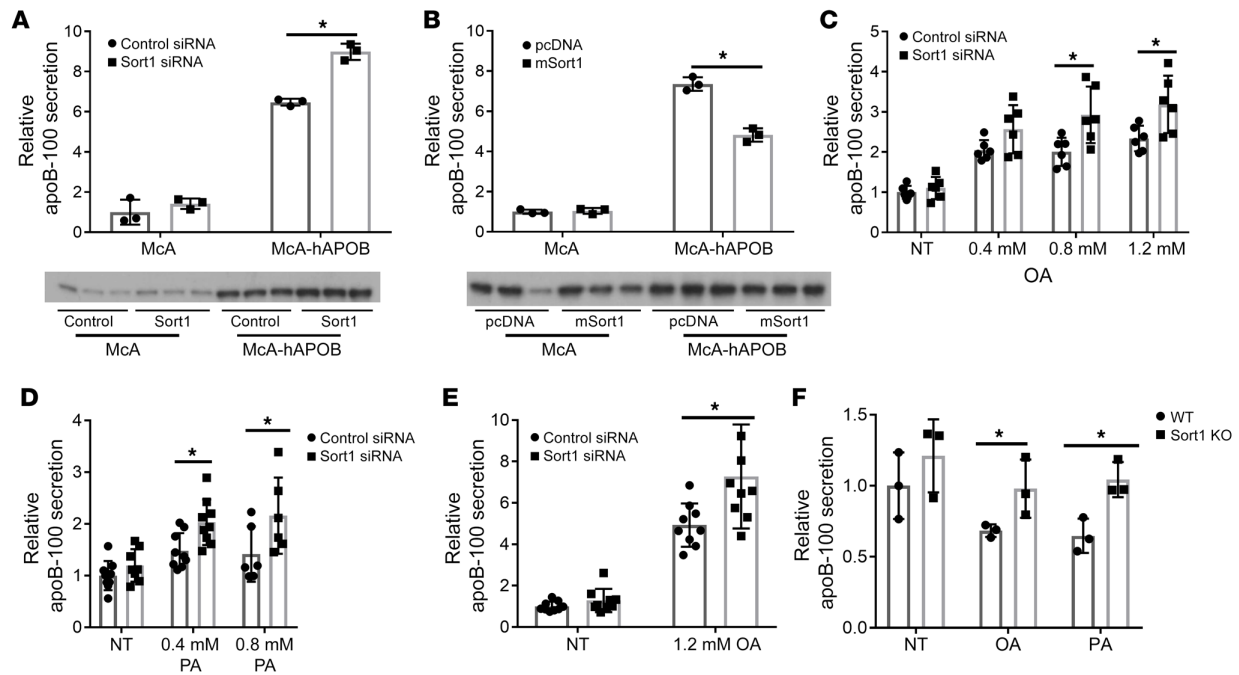 A
Relative
apoB-100 secretion
10
8
6
4
2
0
Control siRNA
Sort1 siRNA
*
McA
McA-hAPOB
Control
Sort1
Control
Sort1
McA
McA-hAPOB
B
Relative
apoB-100 secretion
10
8
6
4
2
0
pcDNA
mSort1
*
McA
McA-hAPOB
pcDNA
mSort1
pcDNA
mSort1
McA
McA-hAPOB
C
Relative
apoB-100 secretion
5
4
3
2
1
0
Control siRNA
Sort1 siRNA
*
*
NT
0.4 mM
0.8 mM
1.2 mM
OA
D
Relative
apoB-100 secretion
4
3
2
1
0
*
*
Control siRNA
Sort1 siRNA
NT
0.4 mM
PA
0.8 mM
PA
E
Relative
apoB-100 secretion
10
8
6
4
2
0
Control siRNA
Sort1 siRNA
*
NT
1.2 mM OA
F
Relative
apoB-100 secretion
1.5
1.0
0.5
0.0
*
*
WT
Sort1 KO
NT
OA
PA